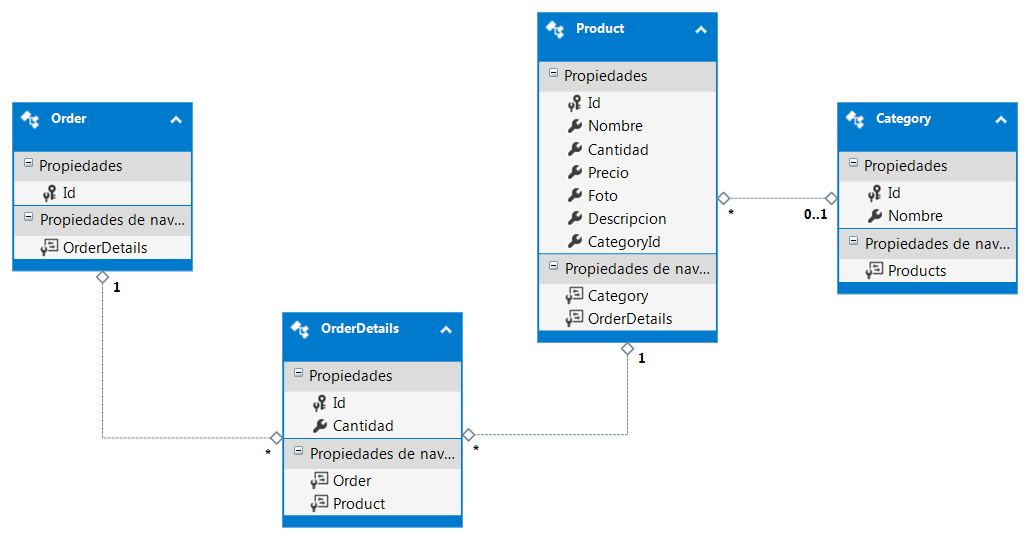 Order
Propiedades
Id
Propiedades de nav...
OrderDetails
1
*
OrderDetails
Propiedades
Id
Cantidad
Propiedades de nav...
Order
Product
*
1
Product
Propiedades
Id
Nombre
Cantidad
Precio
Foto
Descripcion
CategoryId
Propiedades de nav...
Category
OrderDetails
*
0..1
Category
Propiedades
Id
Nombre
Propiedades de nav...
Products